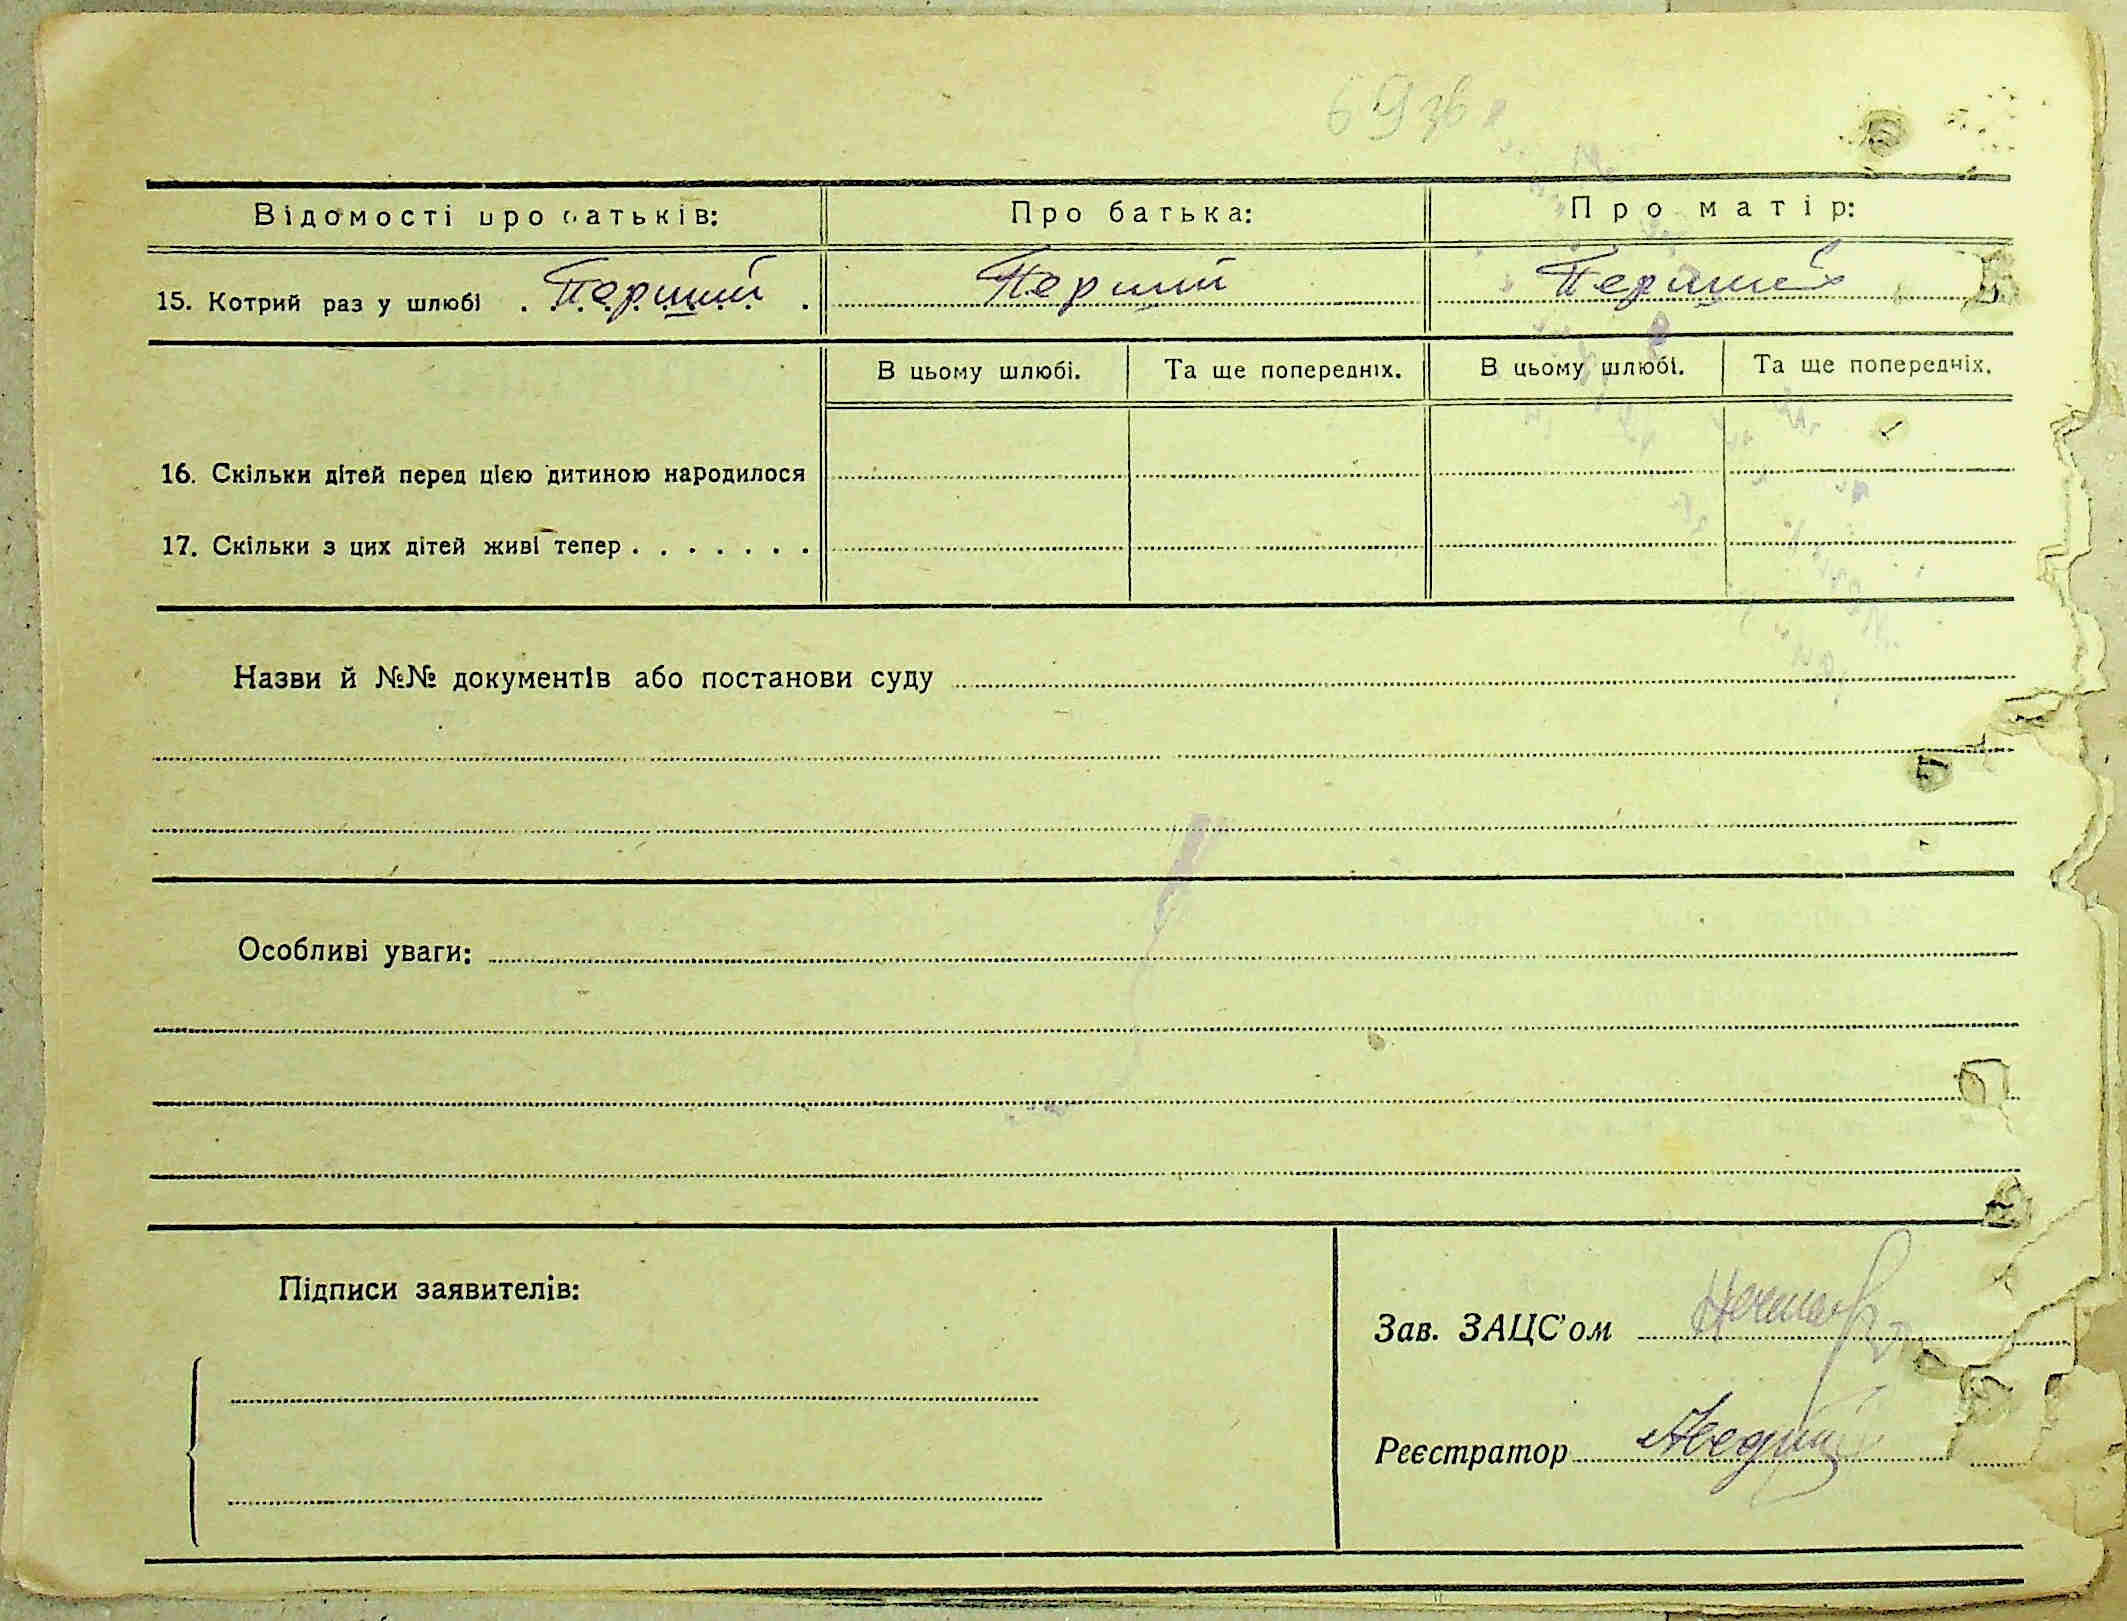 69 зв
Відомості про батьків: Про батька: Про матір:
15. Котрий раз у шлюбі . Перший . Перший Перший
В цьому шлюбі. Та ще попередніх. В цьому шлюбі. Та ще попередніх.
16. Скільки дітей перед цією дитиною народилося
17. Скільки з цих дітей живі тепер . . . . . . .
Назви й №№ документів або постанови суду
Особливі уваги:
Підписи заявителів:
Зав. ЗАЦС'ом
Реєстратор